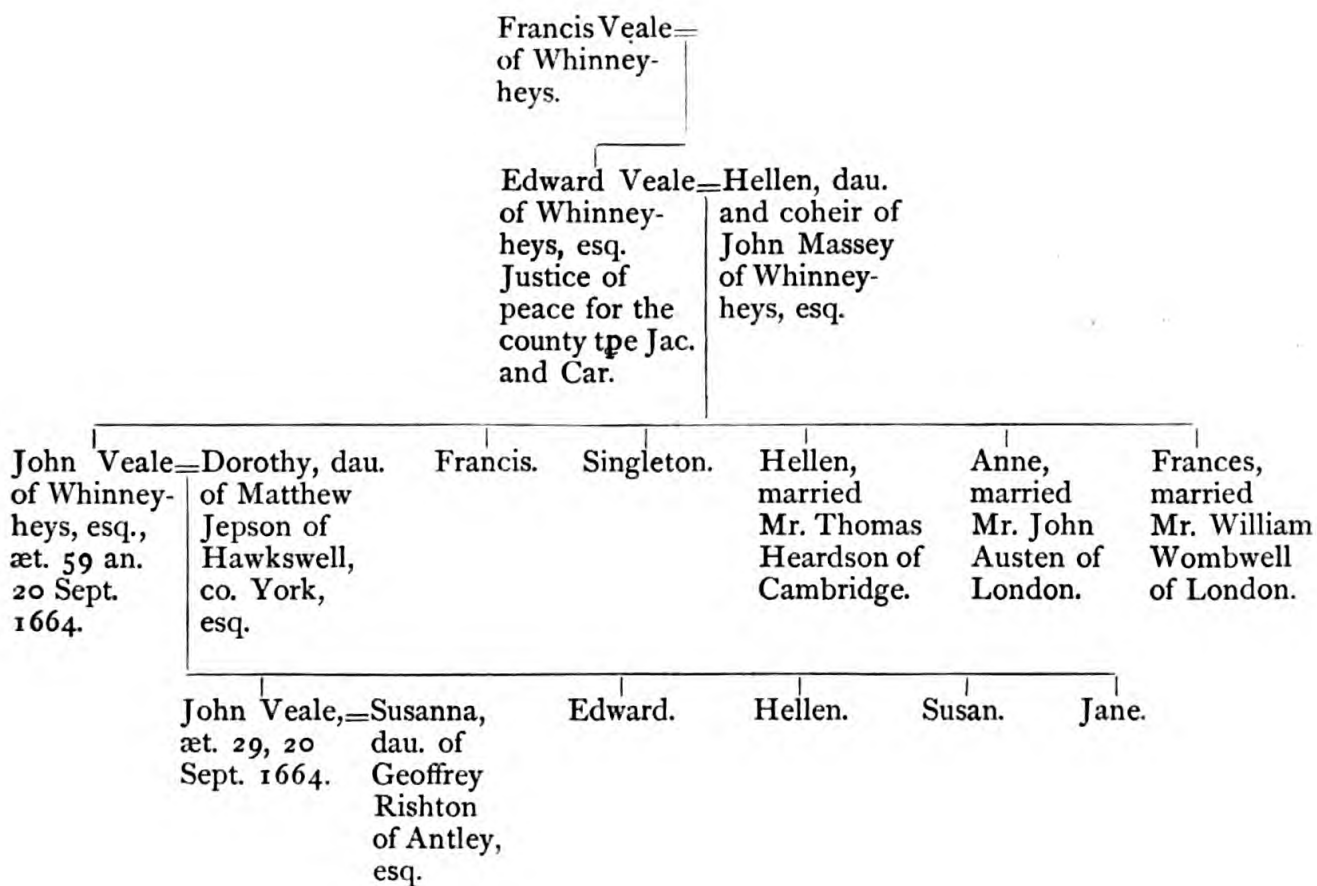 Francis Veale=
of Whinney-
heys.
Edward Veale=Hellen, dau.
of Whinney-
and coheir of
heys, esq.
John Massey
Justice of
of Whinney-
peace for the
heys, esq.
county tꝑe Jac.
and Car.
John Veale=Dorothy, dau.
of Whinney-
of Matthew
heys, esq.,
Jepson of
æt. 59 an.
Hawkswell,
20 Sept.
co. York,
1664.
esq.
Francis.
Singleton.
Hellen,
married
Mr. Thomas
Heardson of
Cambridge.
Anne,
married
Mr. John
Austen of
London.
Frances,
married
Mr. William
Wombwell
of London.
John Veale,=Susanna,
æt. 29, 20
dau. of
Sept. 1664.
Geoffrey
Rishton
of Antley,
esq.
Edward.
Hellen.
Susan.
Jane.